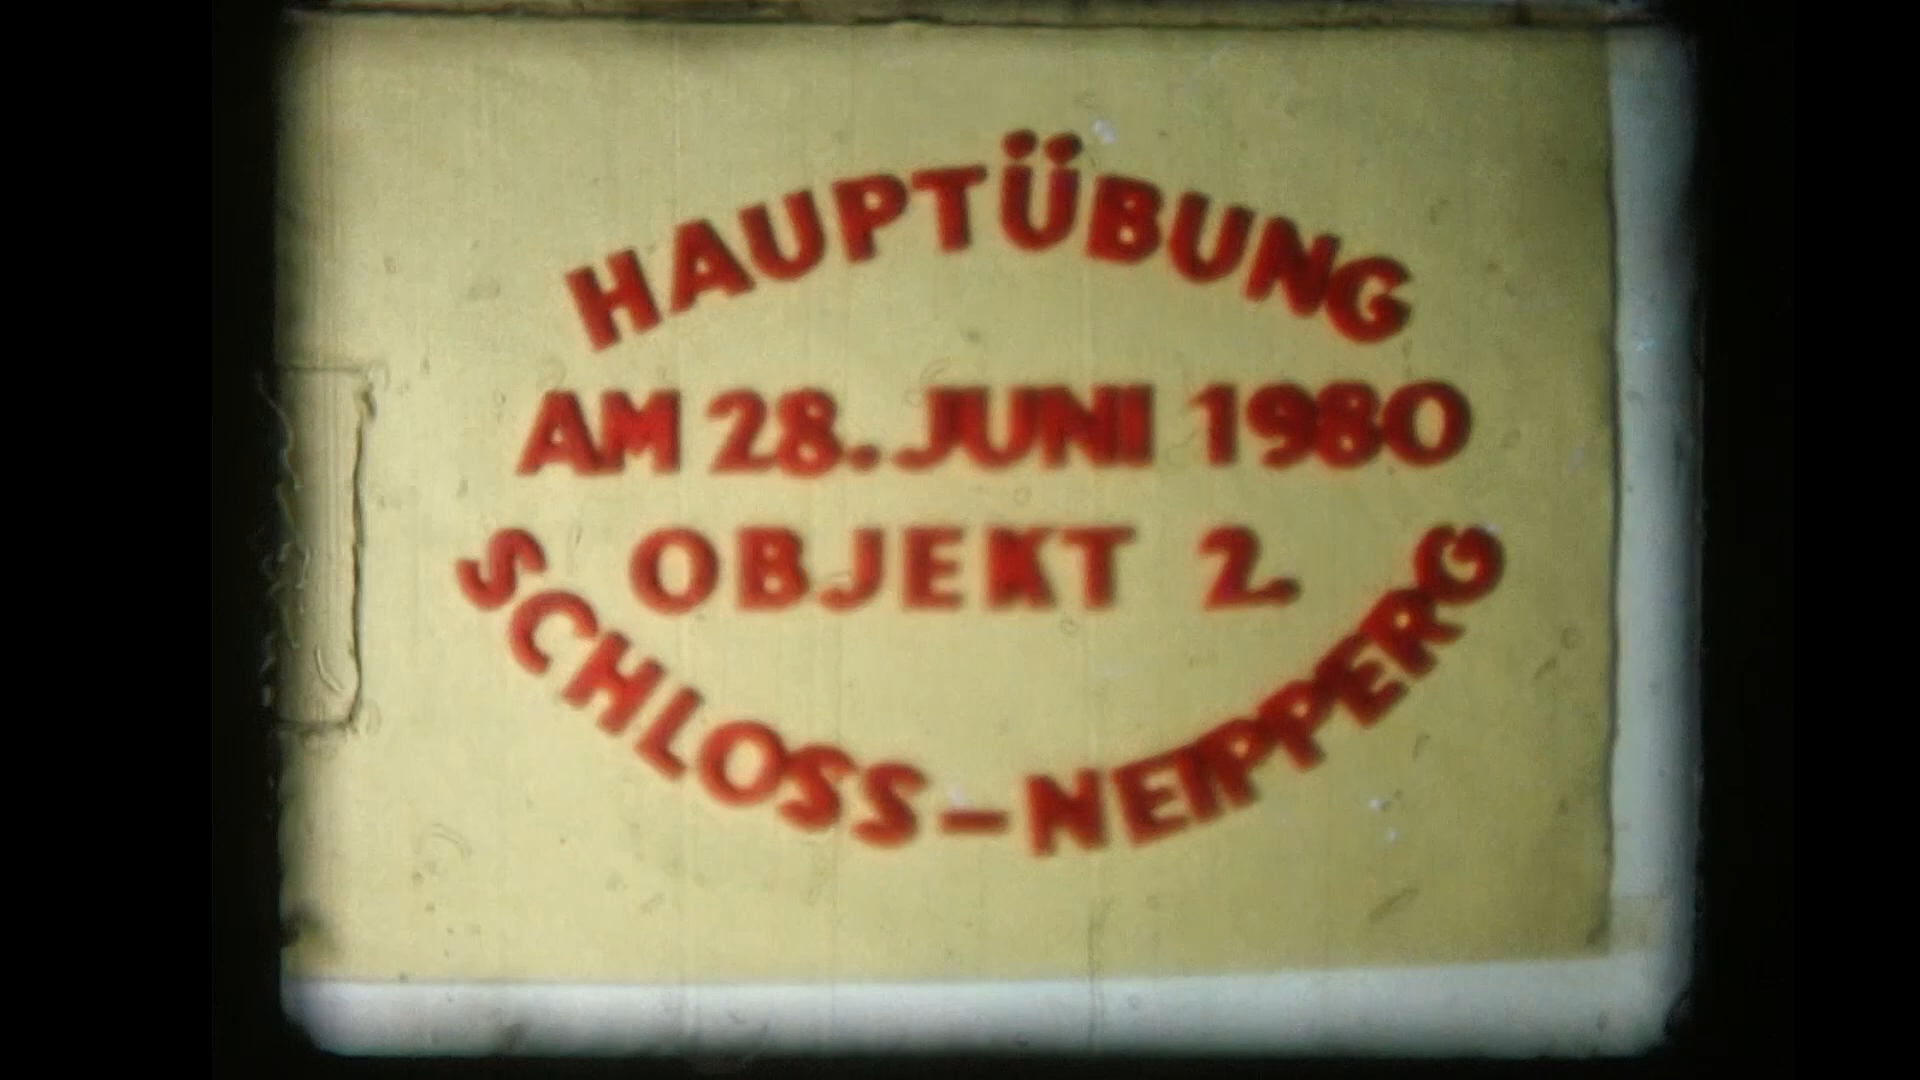 HAUPTÜBUNG
AM 28. JUNI 1980
OBJEKT 2.
SCHLOSS-NEIPPERG